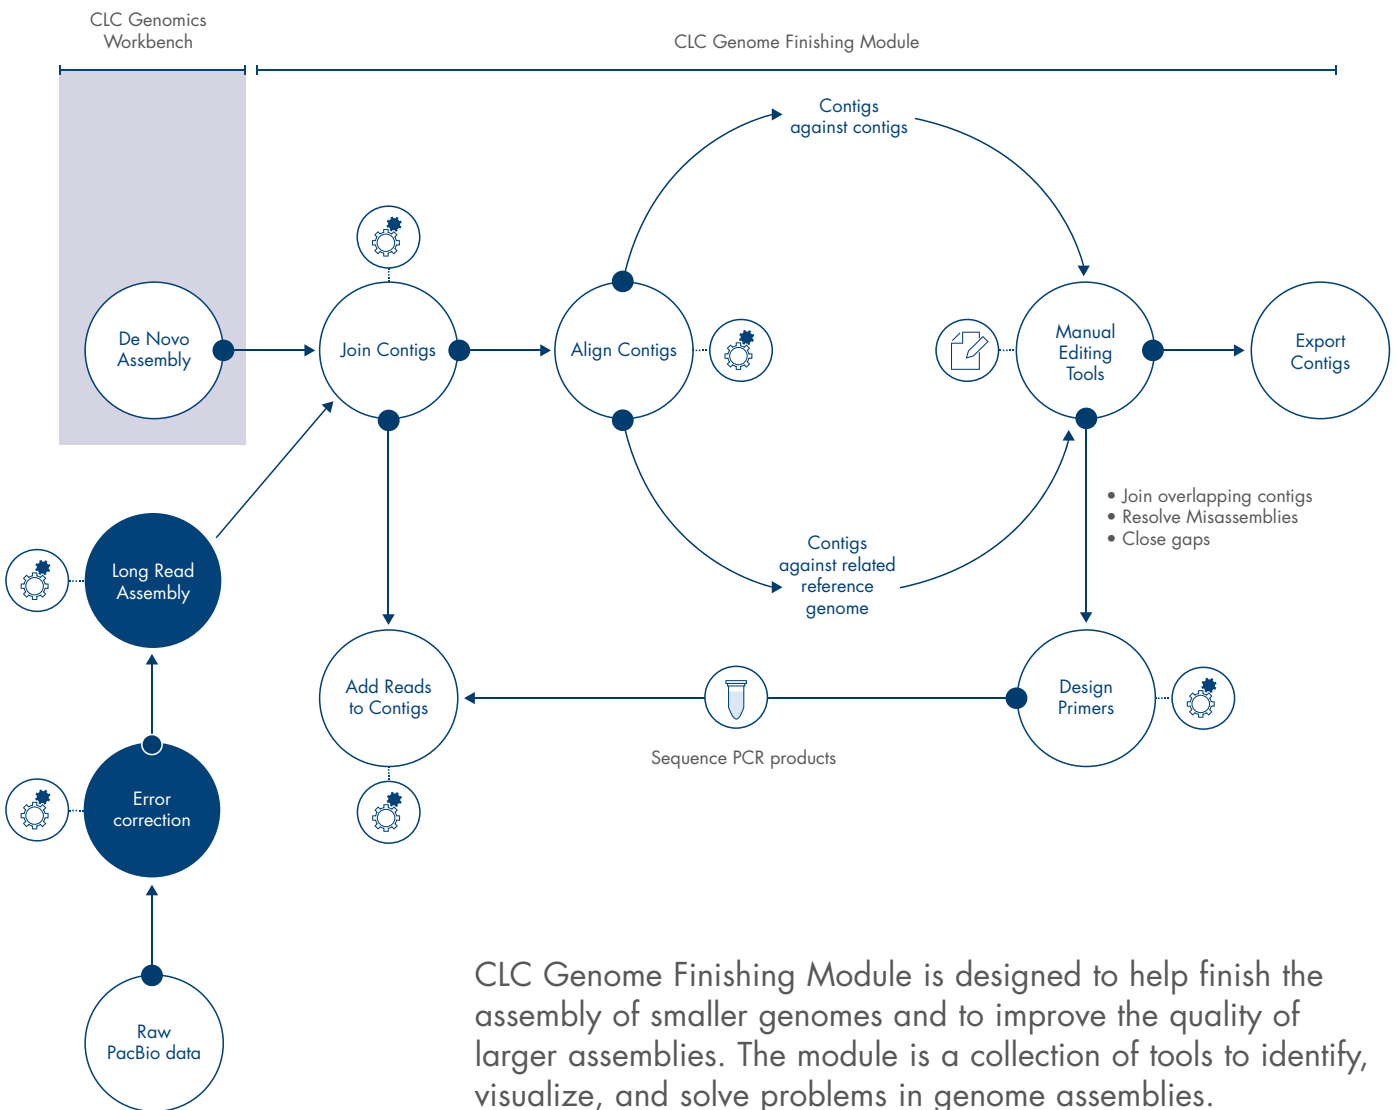 CLC Genomics
Workbench
CLC Genome Finishing Module
Contigs
against contigs
De Novo
Assembly
Join Contigs
Align Contigs
Manual
Editing
Tools
Export
Contigs
• Join overlapping contigs
• Resolve Misassemblies
• Close gaps
Contigs
against related
reference
genome
Long Read
Assembly
Add Reads
to Contigs
Design
Primers
Sequence PCR products
Error
correction
Raw
PacBio data
CLC Genome Finishing Module is designed to help finish the
assembly of smaller genomes and to improve the quality of
larger assemblies. The module is a collection of tools to identify,
visualize, and solve problems in genome assemblies.